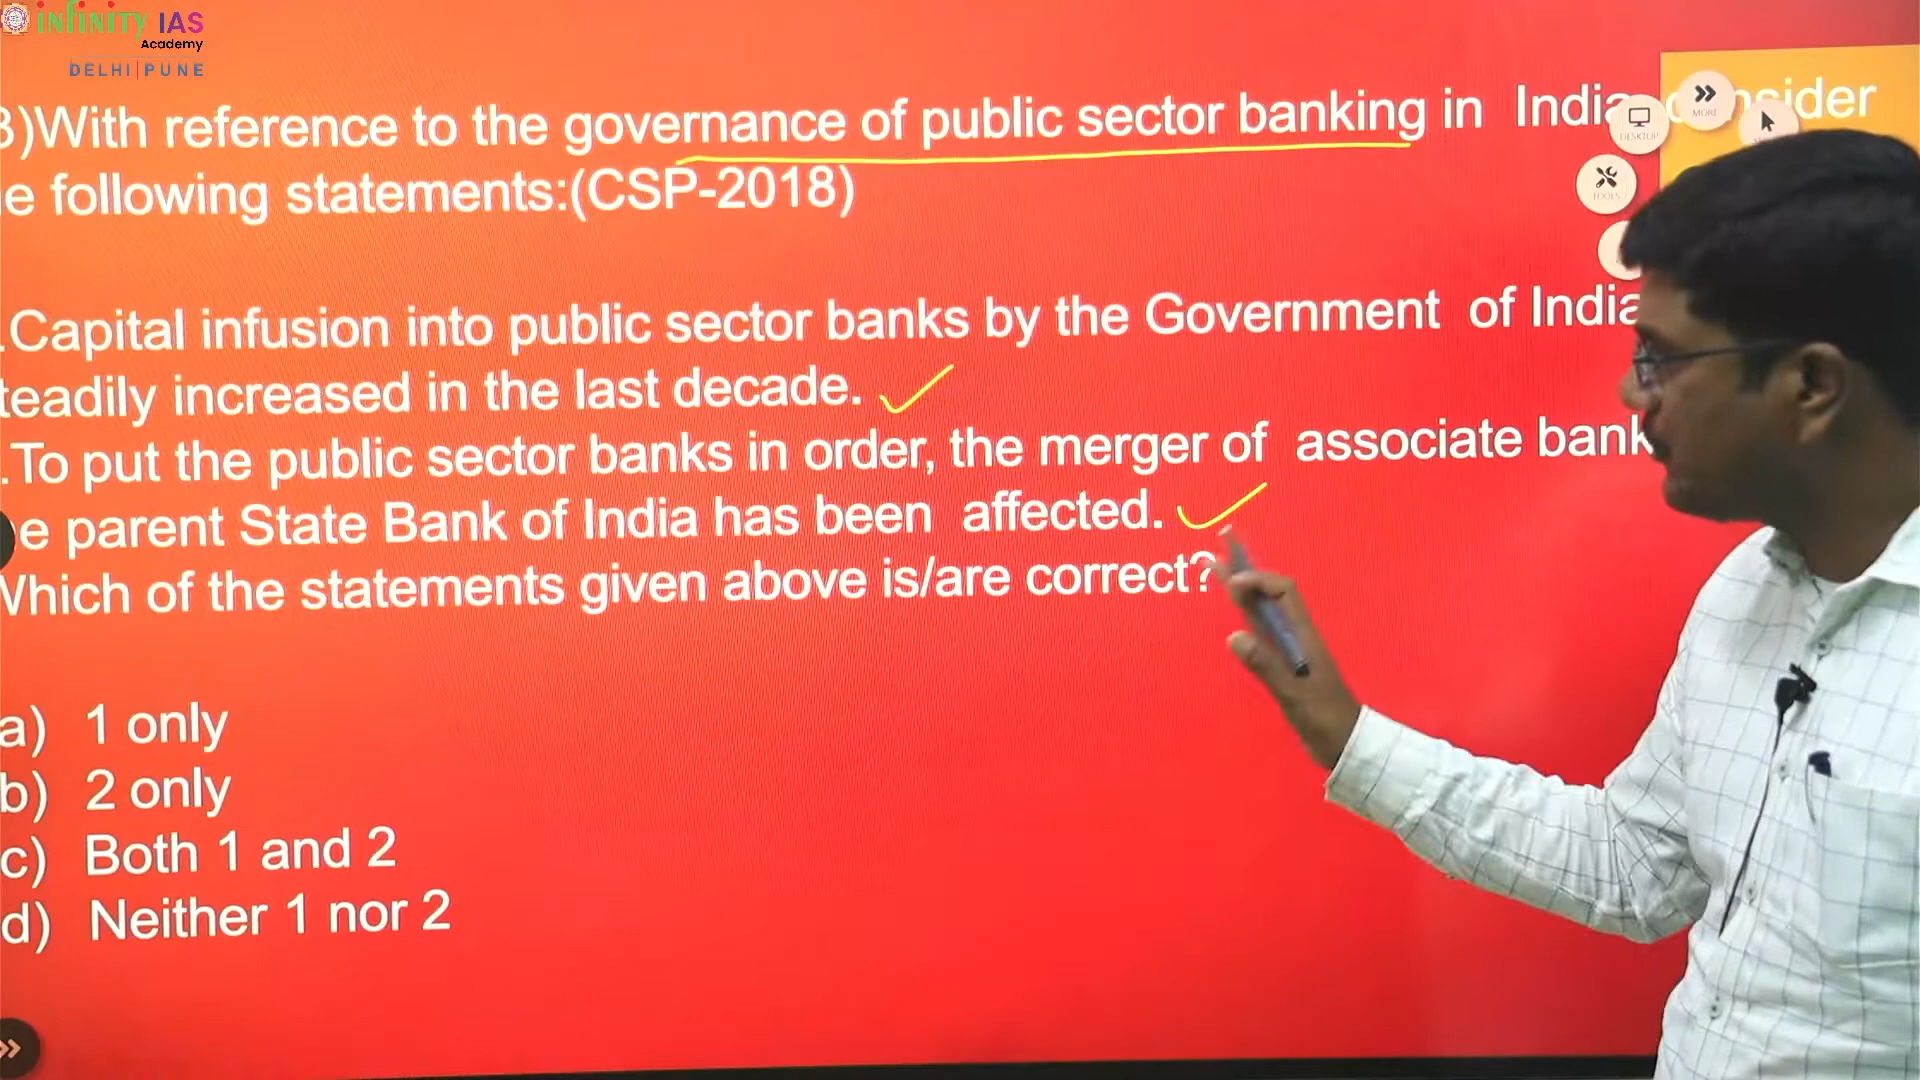 infinity IAS
Academy
DELHI|PUNE
3)With reference to the governance of public sector banking in India consider
e following statements:(CSP-2018)
.Capital infusion into public sector banks by the Government of India
teadily increased in the last decade.
.To put the public sector banks in order, the merger of associate bank
e parent State Bank of India has been affected.
Which of the statements given above is/are correct?
a) 1 only
b) 2 only
c) Both 1 and 2
d) Neither 1 nor 2
MORE
DESKTOP
TOOLS